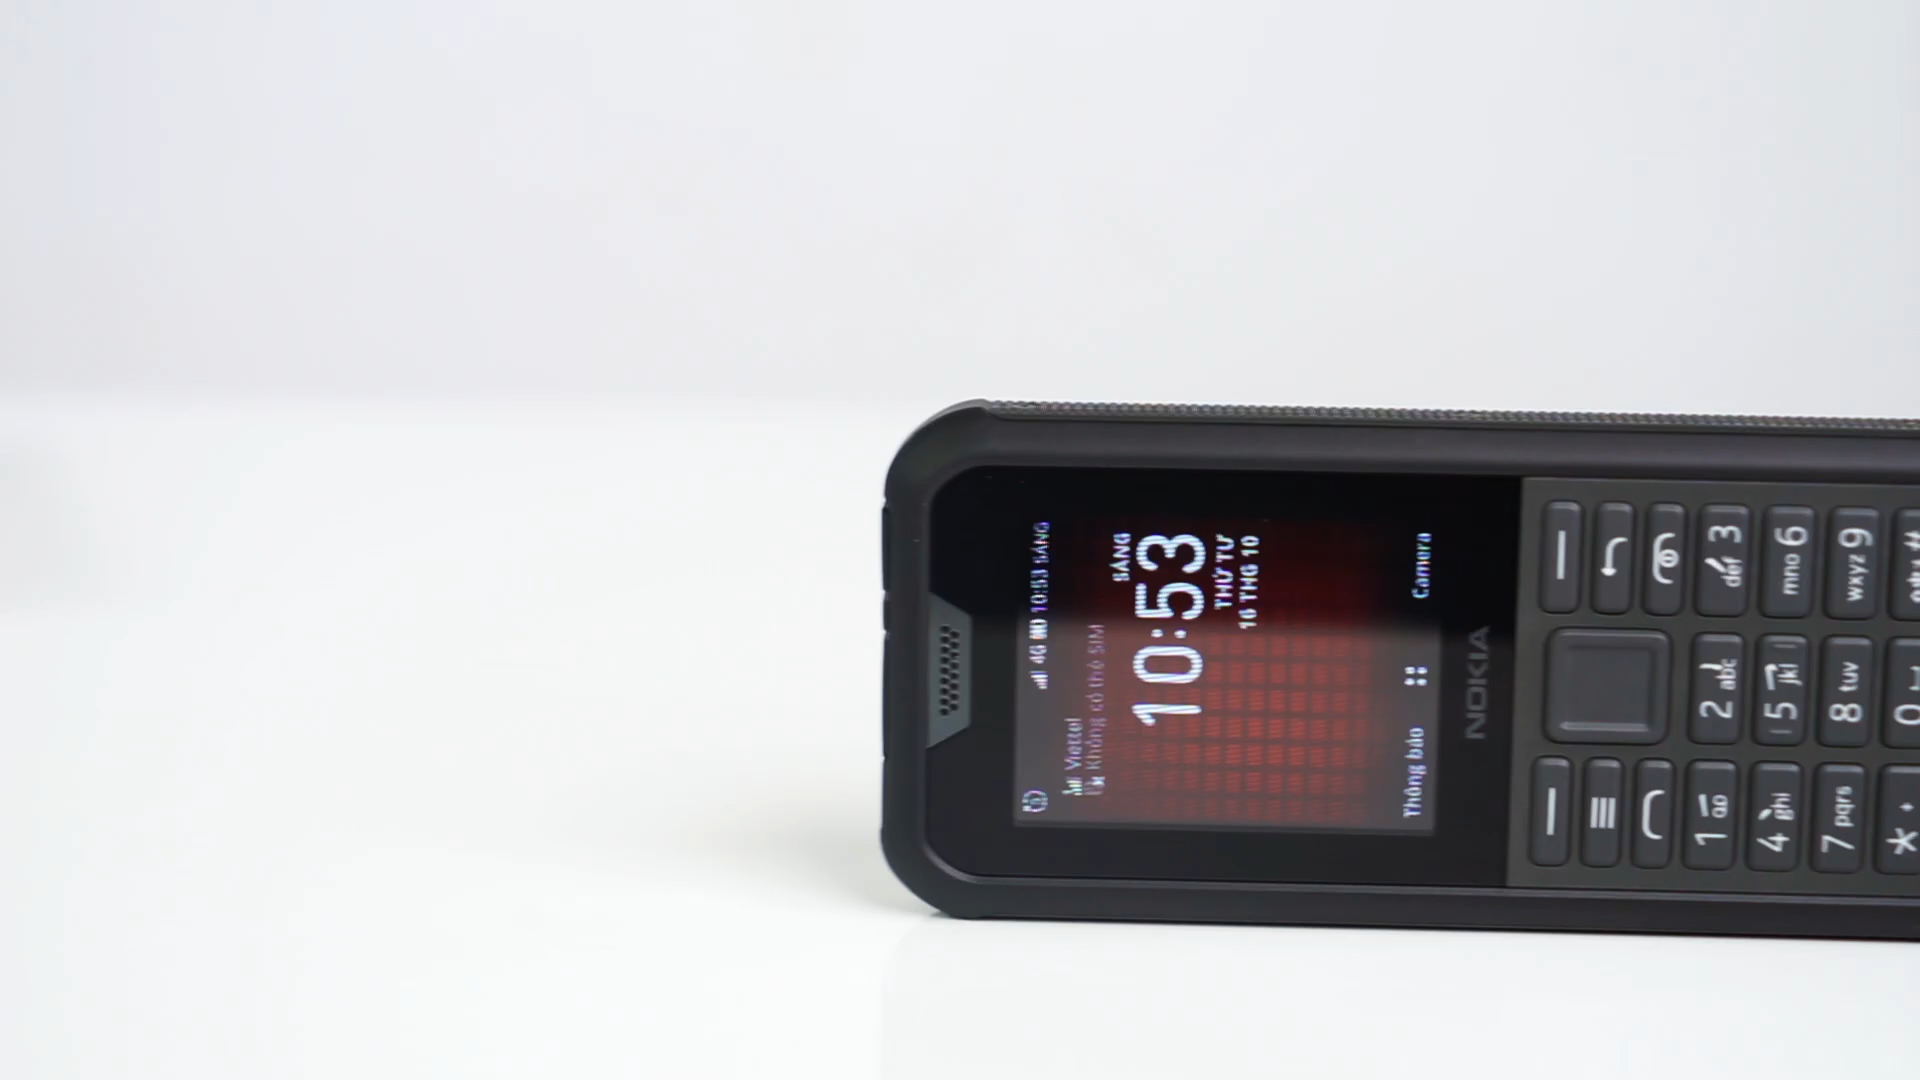 4G 10:53 SÁNG
Viettel
Không có thẻ SIM
SÁNG
10:53
THỨ TƯ
16 THG 10
Thông báo
Camera
NOKIA
1
2 abc
3 def
4 ghi
5 jkl
6 mno
7 pqrs
8 tuv
9 wxyz
* +
0
#